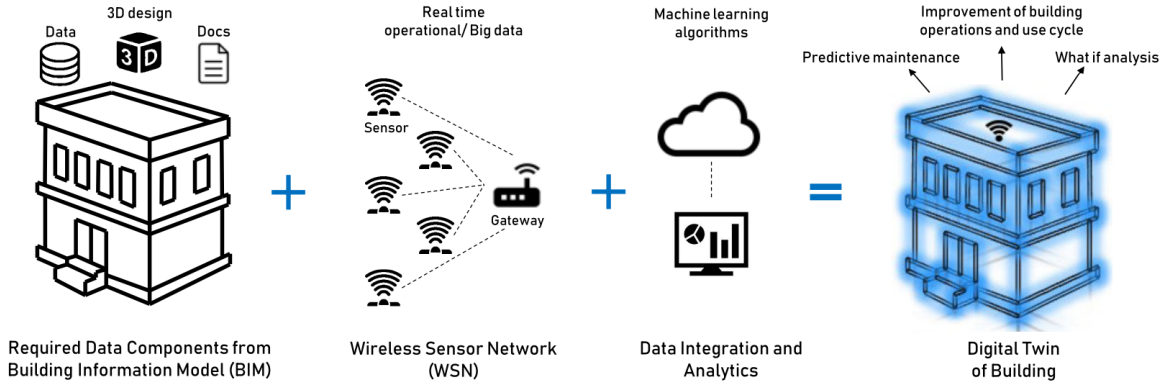 3D design
Data
3D
Docs
Required Data Components from
Building Information Model (BIM)
+
Real time
operational/ Big data
Sensor
Gateway
Wireless Sensor Network
(WSN)
+
Machine learning
algorithms
Data Integration and
Analytics
=
Improvement of building
operations and use cycle
Predictive maintenance
What if analysis
Digital Twin
of Building